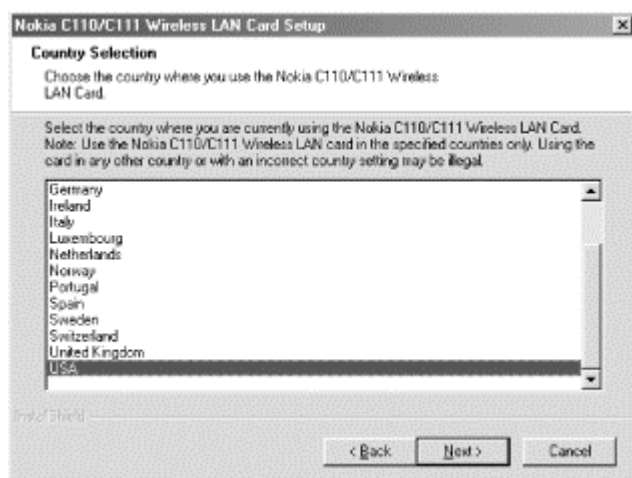 Nokia C110/C111 Wireless LAN Card Setup
Country Selection
Choose the country where you use the Nokia C110/C111 Wireless
LAN Card.
Select the country where you are currently using the Nokia C110/C111 Wireless LAN Card.
Note: Use the Nokia C110/C111 Wireless LAN card in the specified countries only. Using the
card in any other country or with an incorrect country setting may be illegal.
Germany
Ireland
Italy
Luxembourg
Netherlands
Norway
Portugal
Spain
Sweden
Switzerland
United Kingdom
USA
InstallShield
< Back
Next >
Cancel